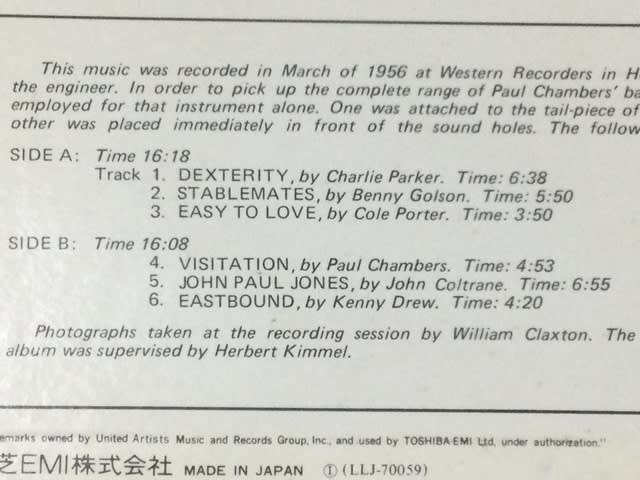 This music was recorded in March of 1956 at Western Recorders in H
the engineer. In order to pick up the complete range of Paul Chambers' ba
employed for that instrument alone. One was attached to the tail-piece of
other was placed immediately in front of the sound holes. The follow
SIDE A: Time 16:18
Track 1. DEXTERITY, by Charlie Parker. Time: 6:38
2. STABLEMATES, by Benny Golson. Time: 5:50
3. EASY TO LOVE, by Cole Porter. Time: 3:50
SIDE B: Time 16:08
4. VISITATION, by Paul Chambers. Time: 4:53
5. JOHN PAUL JONES, by John Coltrane. Time: 6:55
6. EASTBOUND, by Kenny Drew. Time: 4:20
Photographs taken at the recording session by William Claxton. The
album was supervised by Herbert Kimmel.
emarks owned by United Artists Music and Records Group, Inc., and used by TOSHIBA-EMI Ltd, under authorization."
芝EMI株式会社 MADE IN JAPAN Ⓘ (LLJ-70059)